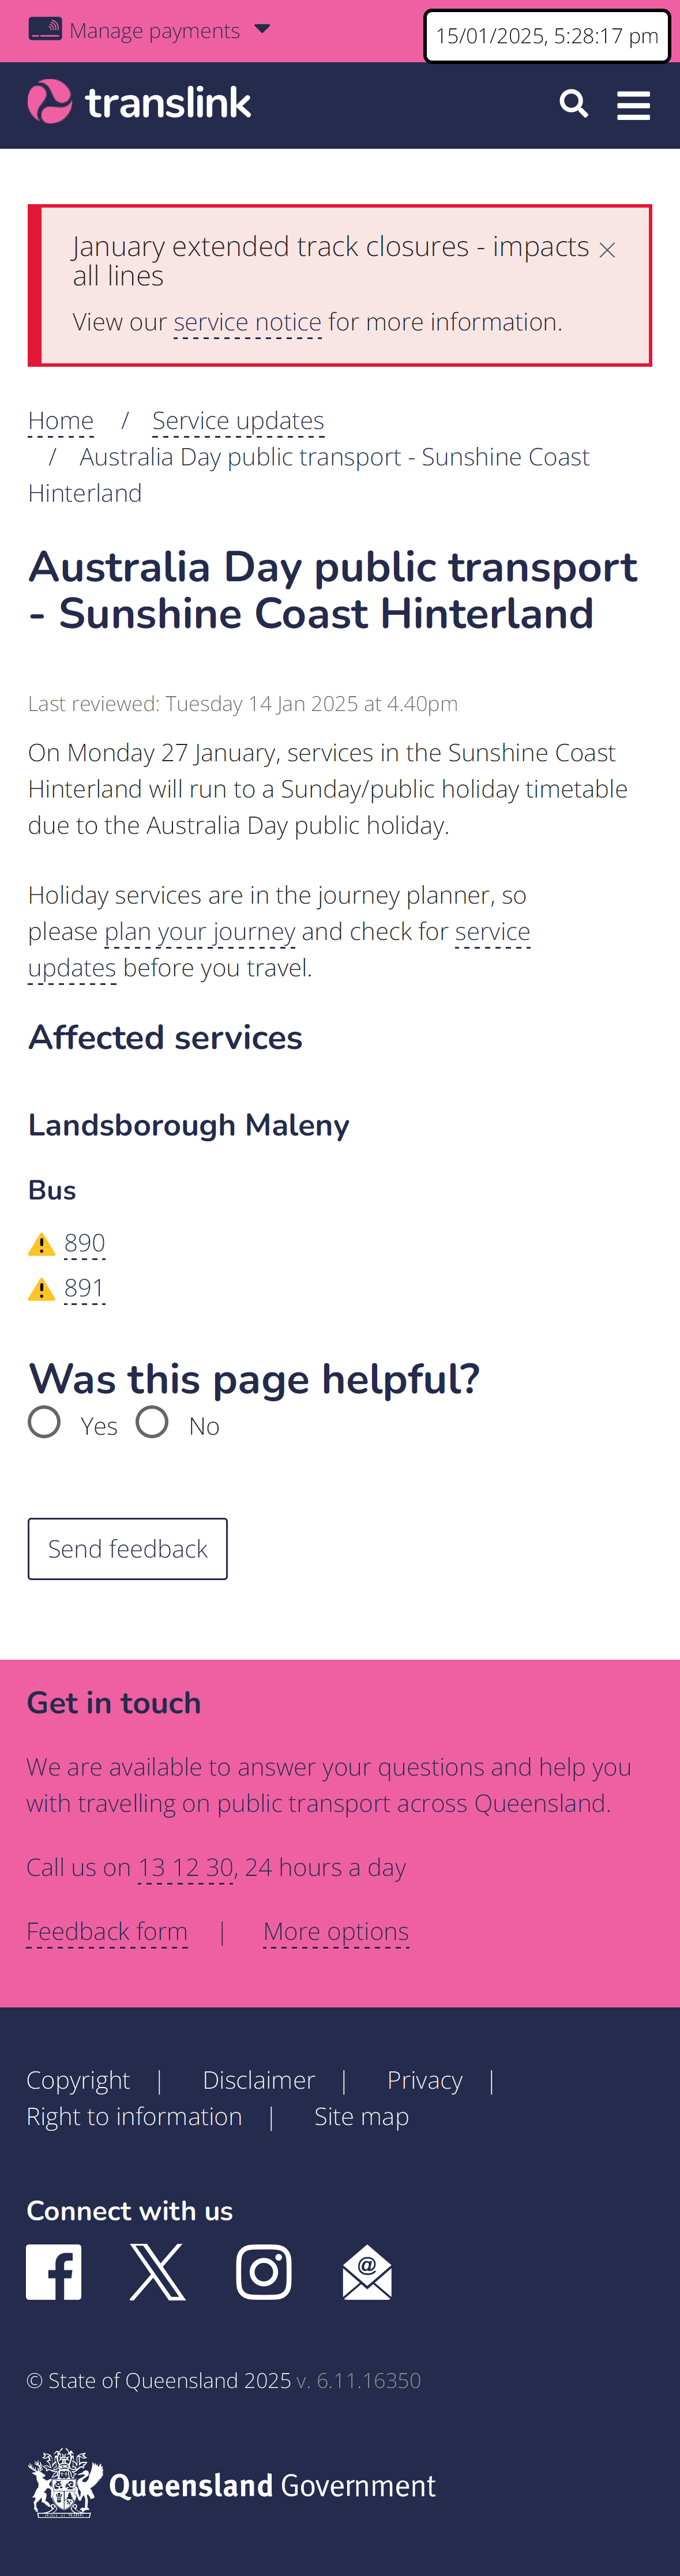 Manage payments
15/01/2025, 5:28:17 pm
translink
January extended track closures - impacts
all lines
View our service notice for more information.
Home / Service updates
/ Australia Day public transport - Sunshine Coast
Hinterland
Australia Day public transport
- Sunshine Coast Hinterland
Last reviewed: Tuesday 14 Jan 2025 at 4.40pm
On Monday 27 January, services in the Sunshine Coast
Hinterland will run to a Sunday/public holiday timetable
due to the Australia Day public holiday.
Holiday services are in the journey planner, so
please plan your journey and check for service
updates before you travel.
Affected services
Landsborough Maleny
Bus
890
891
Was this page helpful?
Yes No
Send feedback
Get in touch
We are available to answer your questions and help you
with travelling on public transport across Queensland.
Call us on 13 12 30, 24 hours a day
Feedback form | More options
Copyright | Disclaimer | Privacy |
Right to information | Site map
Connect with us
© State of Queensland 2025 v. 6.11.16350
Queensland Government